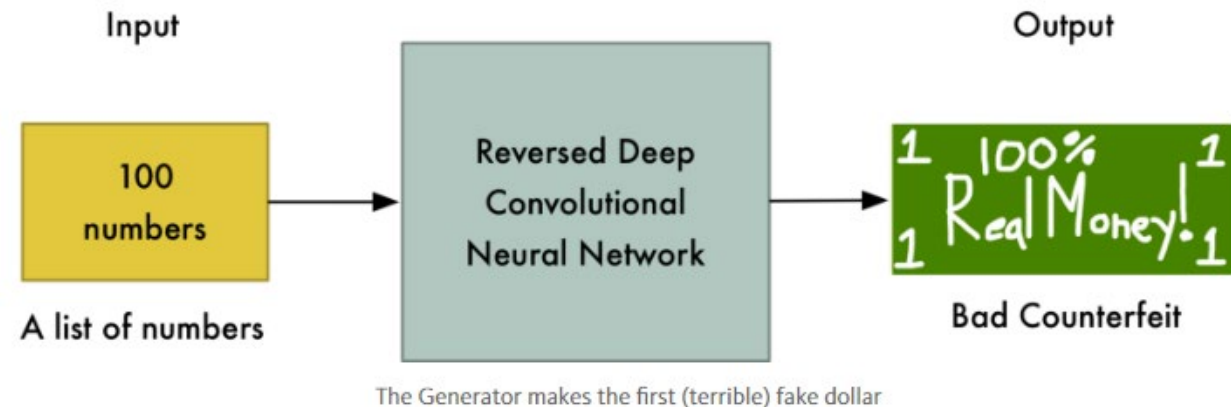 Input
Output
100
numbers
A list of numbers
Reversed Deep
Convolutional
Neural Network
1 100% 1
Real Money!
1 1
Bad Counterfeit
The Generator makes the first (terrible) fake dollar